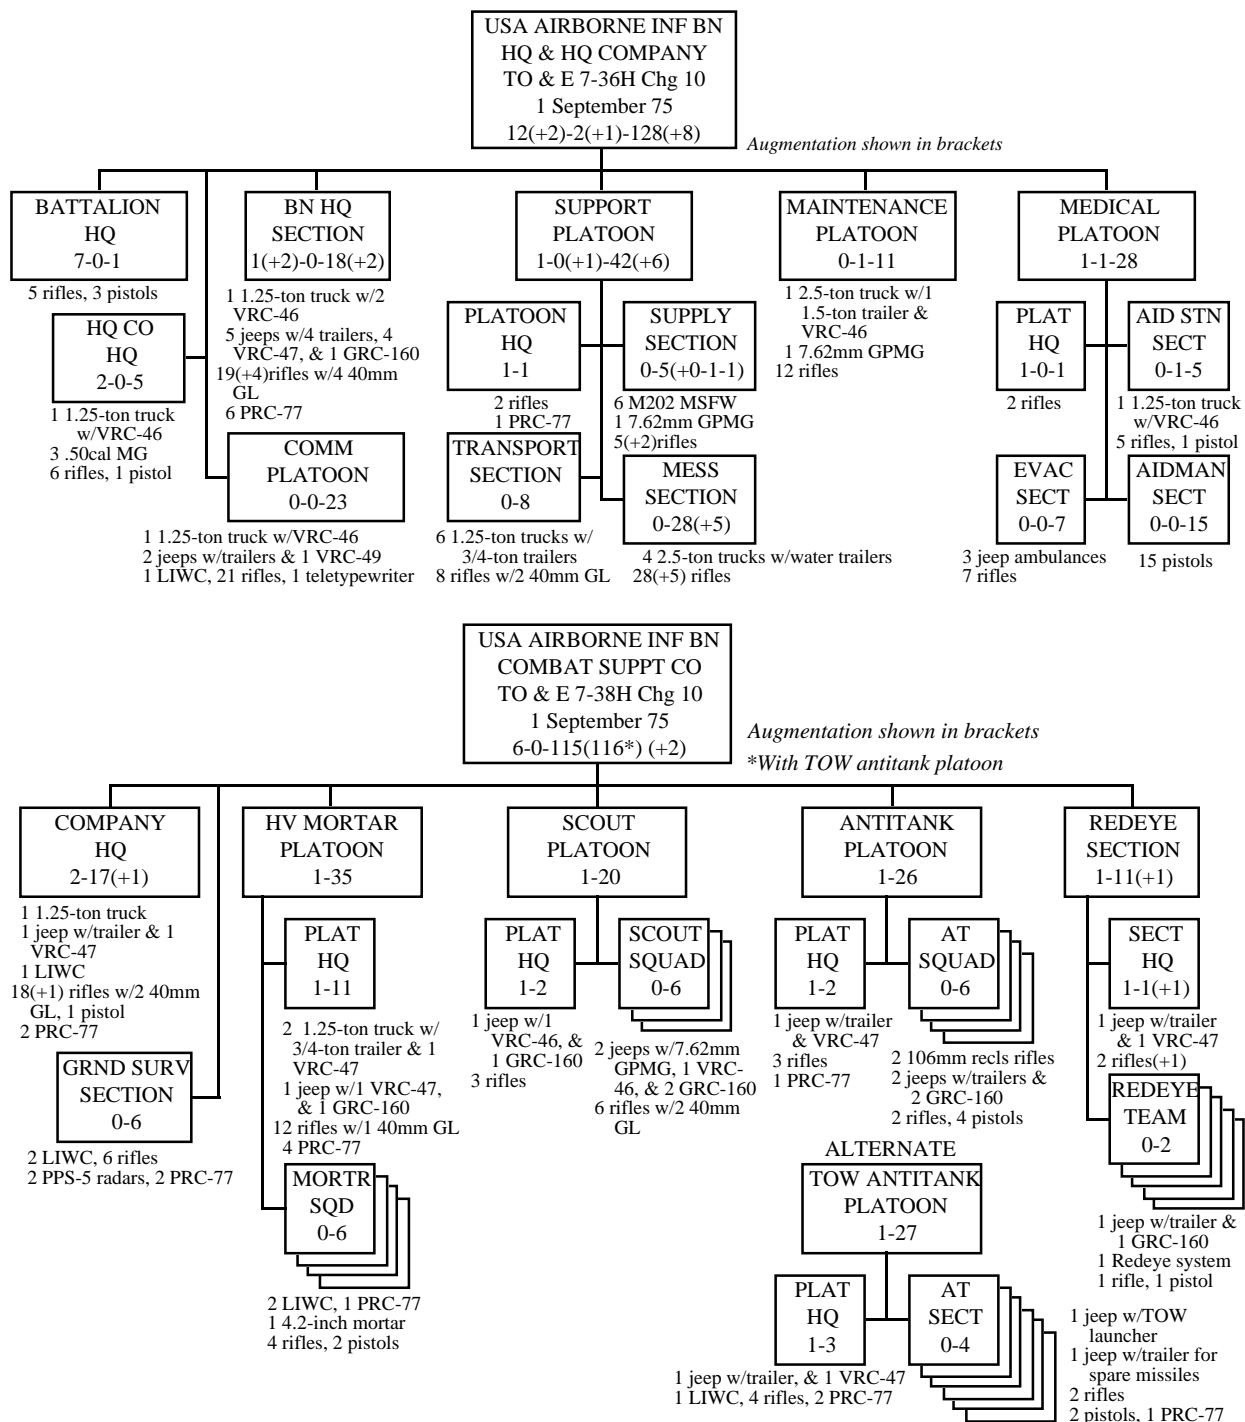 USA AIRBORNE INF BN
HQ & HQ COMPANY
TO & E 7-36H Chg 10
1 September 75
12(+2)-2(+1)-128(+8)
Augmentation shown in brackets
BATTALION
HQ
7-0-1
5 rifles, 3 pistols
HQ CO
HQ
2-0-5
1 1.25-ton truck
w/VRC-46
3 .50cal MG
6 rifles, 1 pistol
BN HQ
SECTION
1(+2)-0-18(+2)
1 1.25-ton truck w/2
VRC-46
5 jeeps w/4 trailers, 4
VRC-47, & 1 GRC-160
19(+4)rifles w/4 40mm
GL
6 PRC-77
COMM
PLATOON
0-0-23
1 1.25-ton truck w/VRC-46
2 jeeps w/trailers & 1 VRC-49
1 LIWC, 21 rifles, 1 teletypewriter
SUPPORT
PLATOON
1-0(+1)-42(+6)
PLATOON
HQ
1-1
2 rifles
1 PRC-77
SUPPLY
SECTION
0-5(+0-1-1)
6 M202 MSFW
1 7.62mm GPMG
5(+2)rifles
TRANSPORT
SECTION
0-8
6 1.25-ton trucks w/
3/4-ton trailers
8 rifles w/2 40mm GL
MESS
SECTION
0-28(+5)
4 2.5-ton trucks w/water trailers
28(+5) rifles
MAINTENANCE
PLATOON
0-1-11
1 2.5-ton truck w/1
1.5-ton trailer &
VRC-46
1 7.62mm GPMG
12 rifles
MEDICAL
PLATOON
1-1-28
PLAT
HQ
1-0-1
2 rifles
AID STN
SECT
0-1-5
1 1.25-ton truck
w/VRC-46
5 rifles, 1 pistol
EVAC
SECT
0-0-7
3 jeep ambulances
7 rifles
AIDMAN
SECT
0-0-15
15 pistols
USA AIRBORNE INF BN
COMBAT SUPPT CO
TO & E 7-38H Chg 10
1 September 75
6-0-115(116*) (+2)
Augmentation shown in brackets
*With TOW antitank platoon
COMPANY
HQ
2-17(+1)
1 1.25-ton truck
1 jeep w/trailer & 1
VRC-47
1 LIWC
18(+1) rifles w/2 40mm
GL, 1 pistol
2 PRC-77
GRND SURV
SECTION
0-6
2 LIWC, 6 rifles
2 PPS-5 radars, 2 PRC-77
HV MORTAR
PLATOON
1-35
PLAT
HQ
1-11
2 1.25-ton truck w/
3/4-ton trailer & 1
VRC-47
1 jeep w/1 VRC-47,
& 1 GRC-160
12 rifles w/1 40mm GL
4 PRC-77
MORTR
SQD
0-6
2 LIWC, 1 PRC-77
1 4.2-inch mortar
4 rifles, 2 pistols
SCOUT
PLATOON
1-20
PLAT
HQ
1-2
1 jeep w/1
VRC-46, &
1 GRC-160
3 rifles
SCOUT
SQUAD
0-6
2 jeeps w/7.62mm
GPMG, 1 VRC-
46, & 2 GRC-160
6 rifles w/2 40mm
GL
ANTITANK
PLATOON
1-26
PLAT
HQ
1-2
1 jeep w/trailer
& VRC-47
3 rifles
1 PRC-77
AT
SQUAD
0-6
2 106mm recls rifles
2 jeeps w/trailers &
2 GRC-160
2 rifles, 4 pistols
ALTERNATE
TOW ANTITANK
PLATOON
1-27
PLAT
HQ
1-3
1 jeep w/trailer, & 1 VRC-47
1 LIWC, 4 rifles, 2 PRC-77
AT
SECT
0-4
1 jeep w/TOW
launcher
1 jeep w/trailer for
spare missiles
2 rifles
2 pistols, 1 PRC-77
REDEYE
SECTION
1-11(+1)
SECT
HQ
1-1(+1)
1 jeep w/trailer
& 1 VRC-47
2 rifles(+1)
REDEYE
TEAM
0-2
1 jeep w/trailer &
1 GRC-160
1 Redeye system
1 rifle, 1 pistol